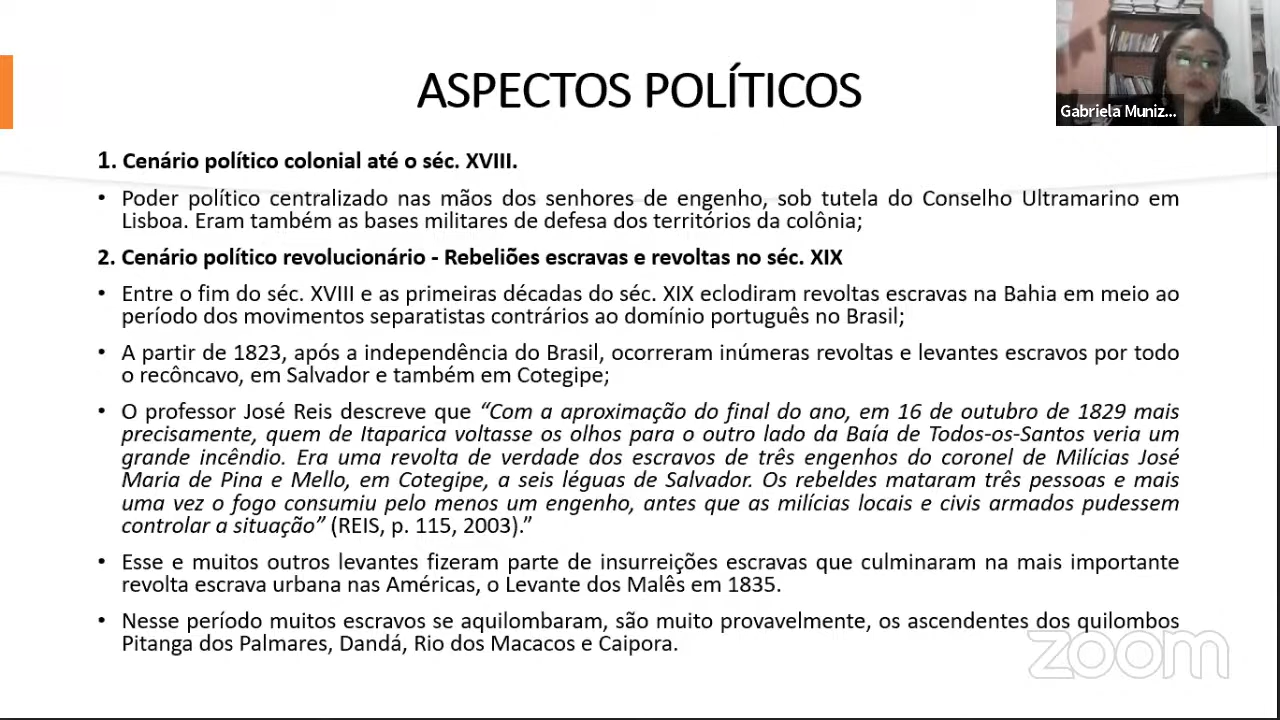 ASPECTOS POLÍTICOS
Gabriela Muniz...
1. Cenário político colonial até o séc. XVIII.
• Poder político centralizado nas mãos dos senhores de engenho, sob tutela do Conselho Ultramarino em
Lisboa. Eram também as bases militares de defesa dos territórios da colônia;
2. Cenário político revolucionário - Rebeliões escravas e revoltas no séc. XIX
• Entre o fim do séc. XVIII e as primeiras décadas do séc. XIX eclodiram revoltas escravas na Bahia em meio ao
período dos movimentos separatistas contrários ao domínio português no Brasil;
• A partir de 1823, após a independência do Brasil, ocorreram inúmeras revoltas e levantes escravos por todo
o recôncavo, em Salvador e também em Cotegipe;
• O professor José Reis descreve que “Com a aproximação do final do ano, em 16 de outubro de 1829 mais
precisamente, quem de Itaparica voltasse os olhos para o outro lado da Baía de Todos-os-Santos veria um
grande incêndio. Era uma revolta de verdade dos escravos de três engenhos do coronel de Milícias José
Maria de Pina e Mello, em Cotegipe, a seis léguas de Salvador. Os rebeldes mataram três pessoas e mais
uma vez o fogo consumiu pelo menos um engenho, antes que as milícias locais e civis armados pudessem
controlar a situação” (REIS, p. 115, 2003).”
• Esse e muitos outros levantes fizeram parte de insurreições escravas que culminaram na mais importante
revolta escrava urbana nas Américas, o Levante dos Malês em 1835.
• Nesse período muitos escravos se aquilombaram, são muito provavelmente, os ascendentes dos quilombos
Pitanga dos Palmares, Dandá, Rio dos Macacos e Caipora.
zoom